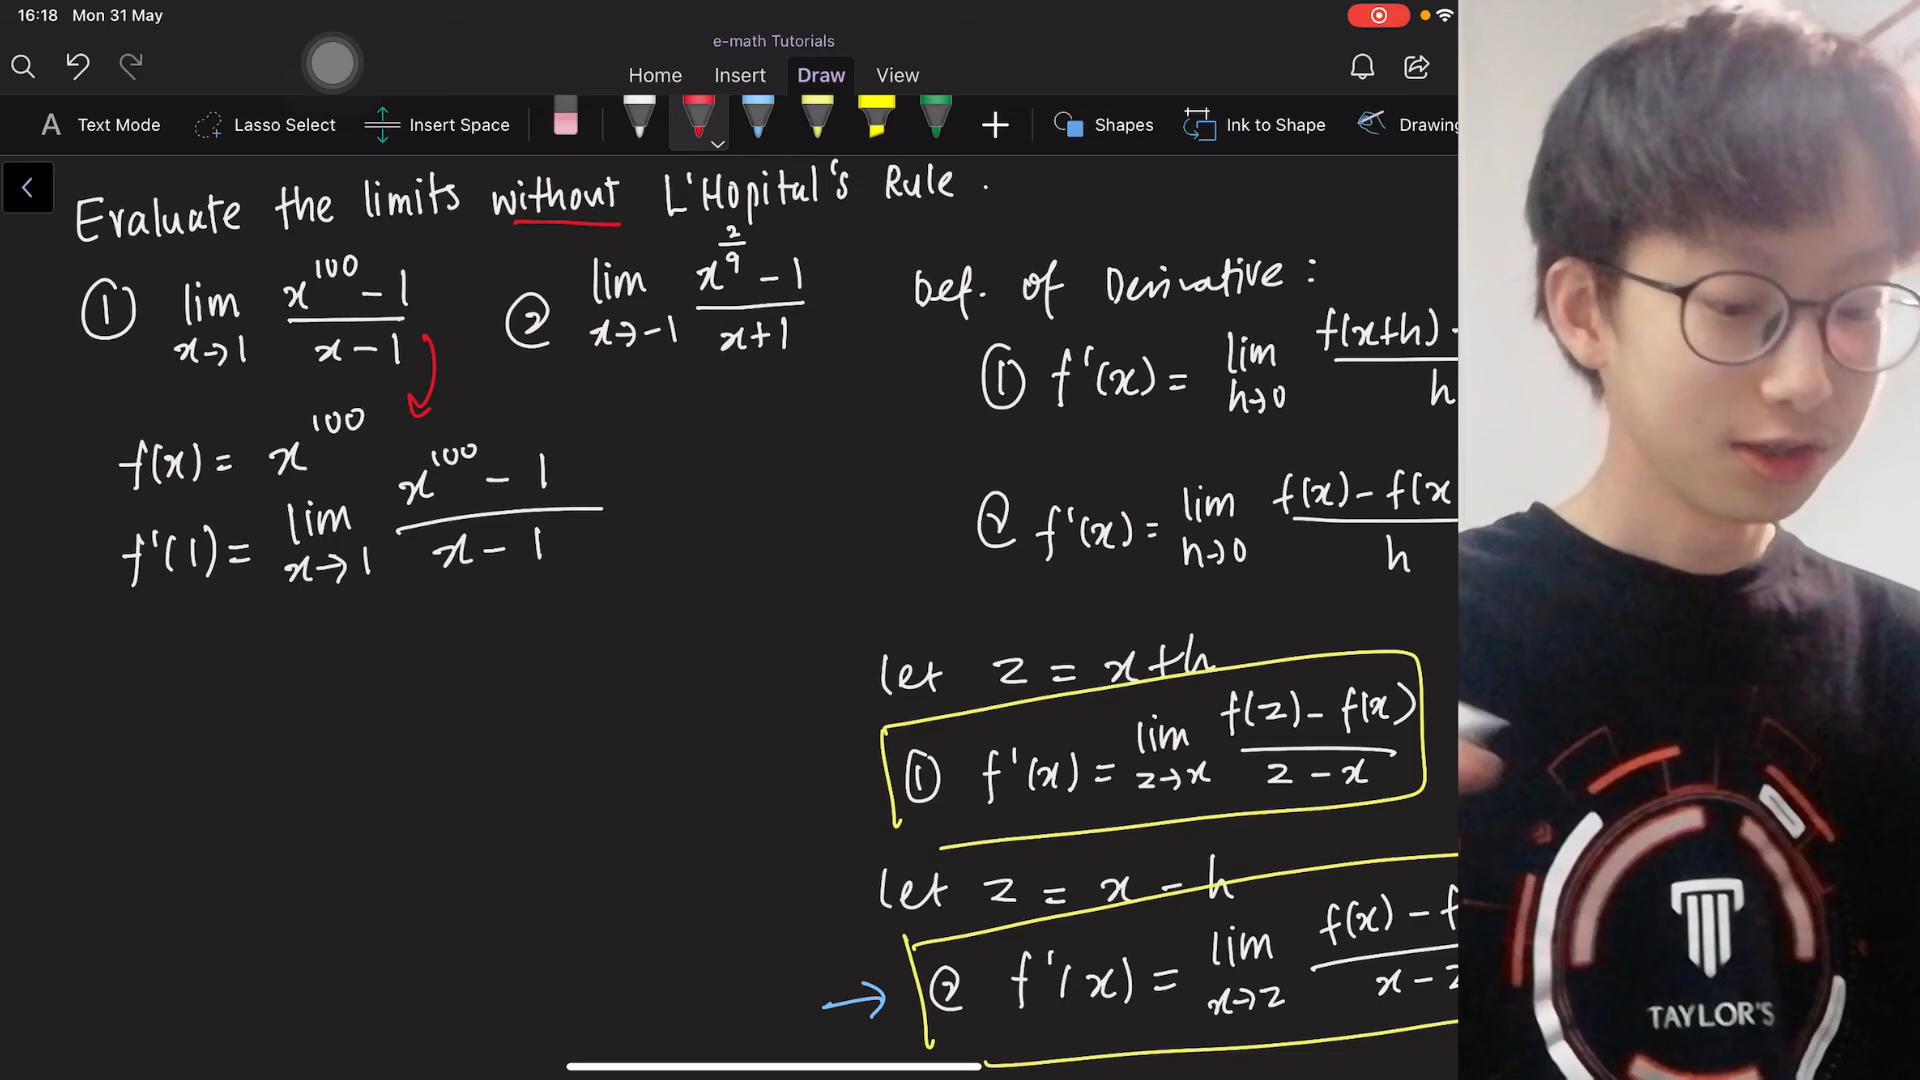 16:18 Mon 31 May
e-math Tutorials
Home Insert Draw View
A Text Mode Lasso Select Insert Space + Shapes Ink to Shape Drawing
Evaluate the limits without L'Hopital's Rule .
① lim x→1 (x^100 - 1)/(x - 1) ② lim x→-1 (x^(2/9) - 1)/(x+1)
Def. of Derivative :
① f'(x) = lim h→0 f(x+h) - / h
② f'(x) = lim h→0 f(x) - f(x / h
f(x) = x^100
f'(1) = lim x→1 (x^100 - 1)/(x - 1)
let z = x+h
① f'(x) = lim z→x (f(z) - f(x))/(z - x)
let z = x - h
② f'(x) = lim x→z f(x) - f / x - z
TAYLOR'S